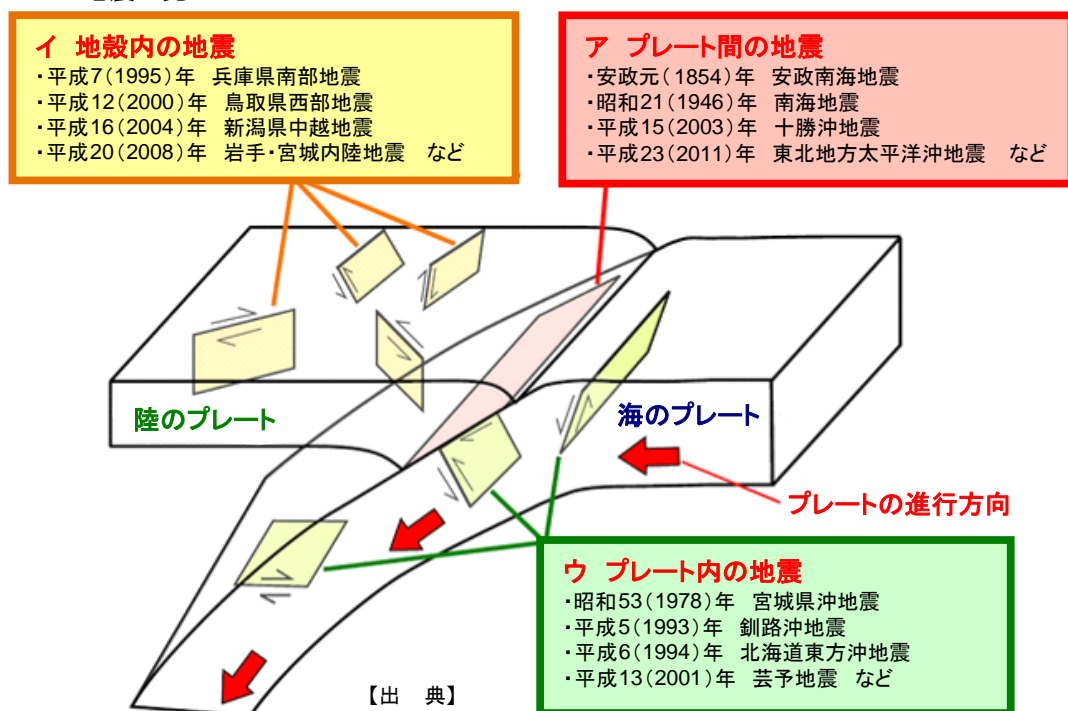 イ 地殻内の地震
・平成7(1995)年 兵庫県南部地震
・平成12(2000)年 鳥取県西部地震
・平成16(2004)年 新潟県中越地震
・平成20(2008)年 岩手・宮城内陸地震 など
ア プレート間の地震
・安政元(1854)年 安政南海地震
・昭和21(1946)年 南海地震
・平成15(2003)年 十勝沖地震
・平成23(2011)年 東北地方太平洋沖地震 など
陸のプレート
海のプレート
プレートの進行方向
ウ プレート内の地震
・昭和53(1978)年 宮城県沖地震
・平成5(1993)年 釧路沖地震
・平成6(1994)年 北海道東方沖地震
・平成13(2001)年 芸予地震 など
【出 典】